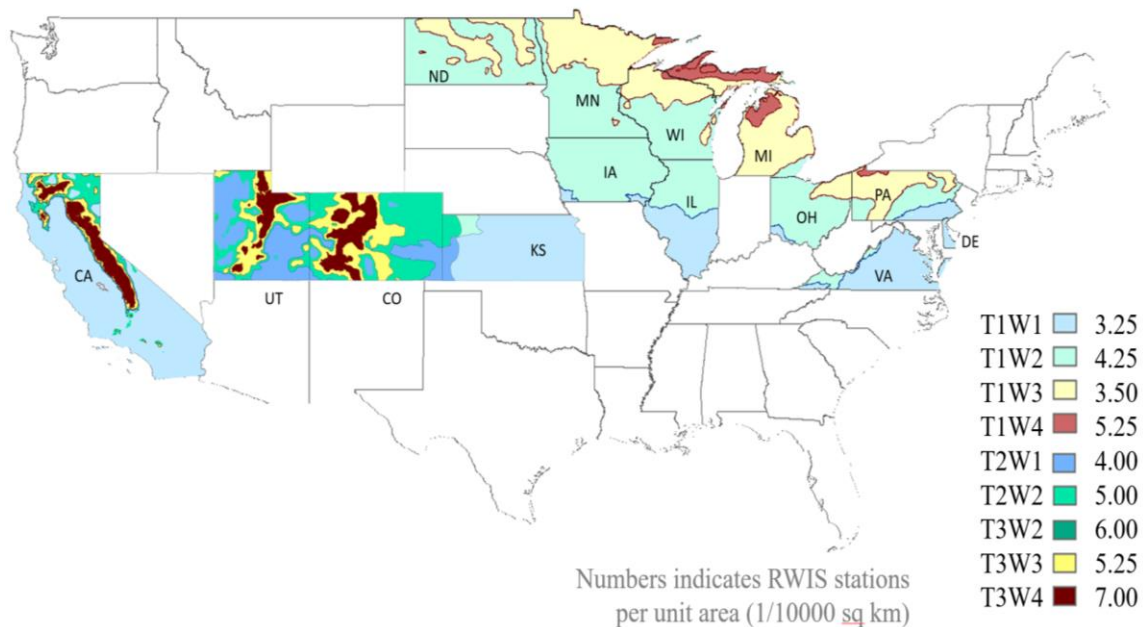 ND
MN
WI
MI
IA
IL
OH
PA
DE
VA
KS
CA
UT
CO
T1W1 3.25
T1W2 4.25
T1W3 3.50
T1W4 5.25
T2W1 4.00
T2W2 5.00
T3W2 6.00
T3W3 5.25
T3W4 7.00
Numbers indicates RWIS stations
per unit area (1/10000 sq km)